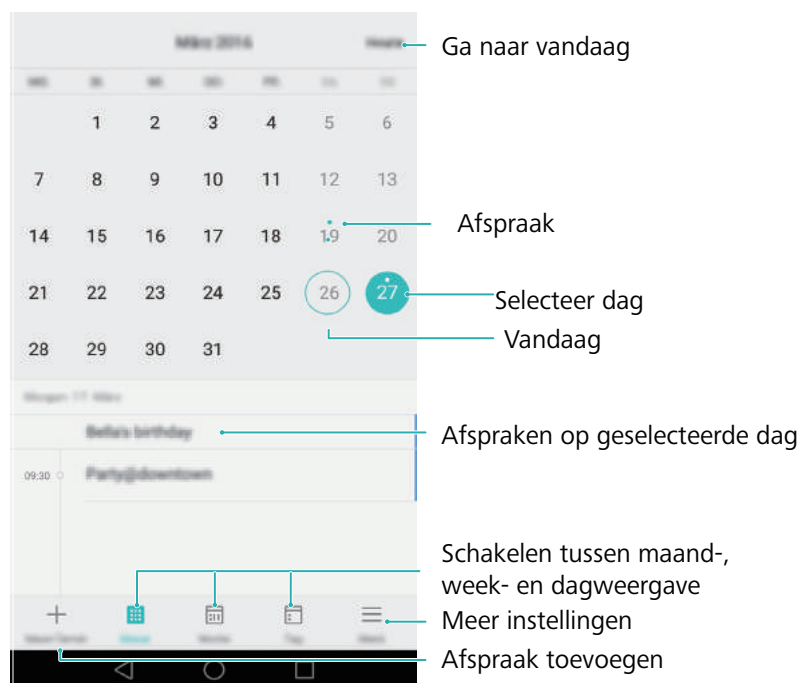 März 2016
Heute
Ga naar vandaag
1 2 3 4 5 6
7 8 9 10 11 12 13
14 15 16 17 18 19 20
Afspraak
21 22 23 24 25 26 27
Selecteer dag
Vandaag
28 29 30 31
Bella's birthday
Afspraken op geselecteerde dag
09:30 Party@downtown
Schakelen tussen maand-,
week- en dagweergave
Meer instellingen
Afspraak toevoegen